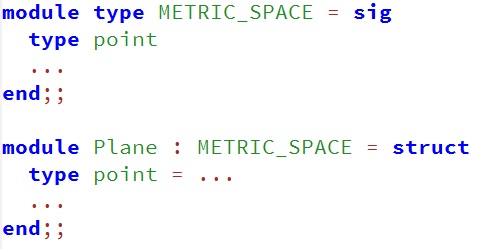 module type METRIC_SPACE = sig
type point
...
end;;
module Plane : METRIC_SPACE = struct
type point = ...
...
end;;